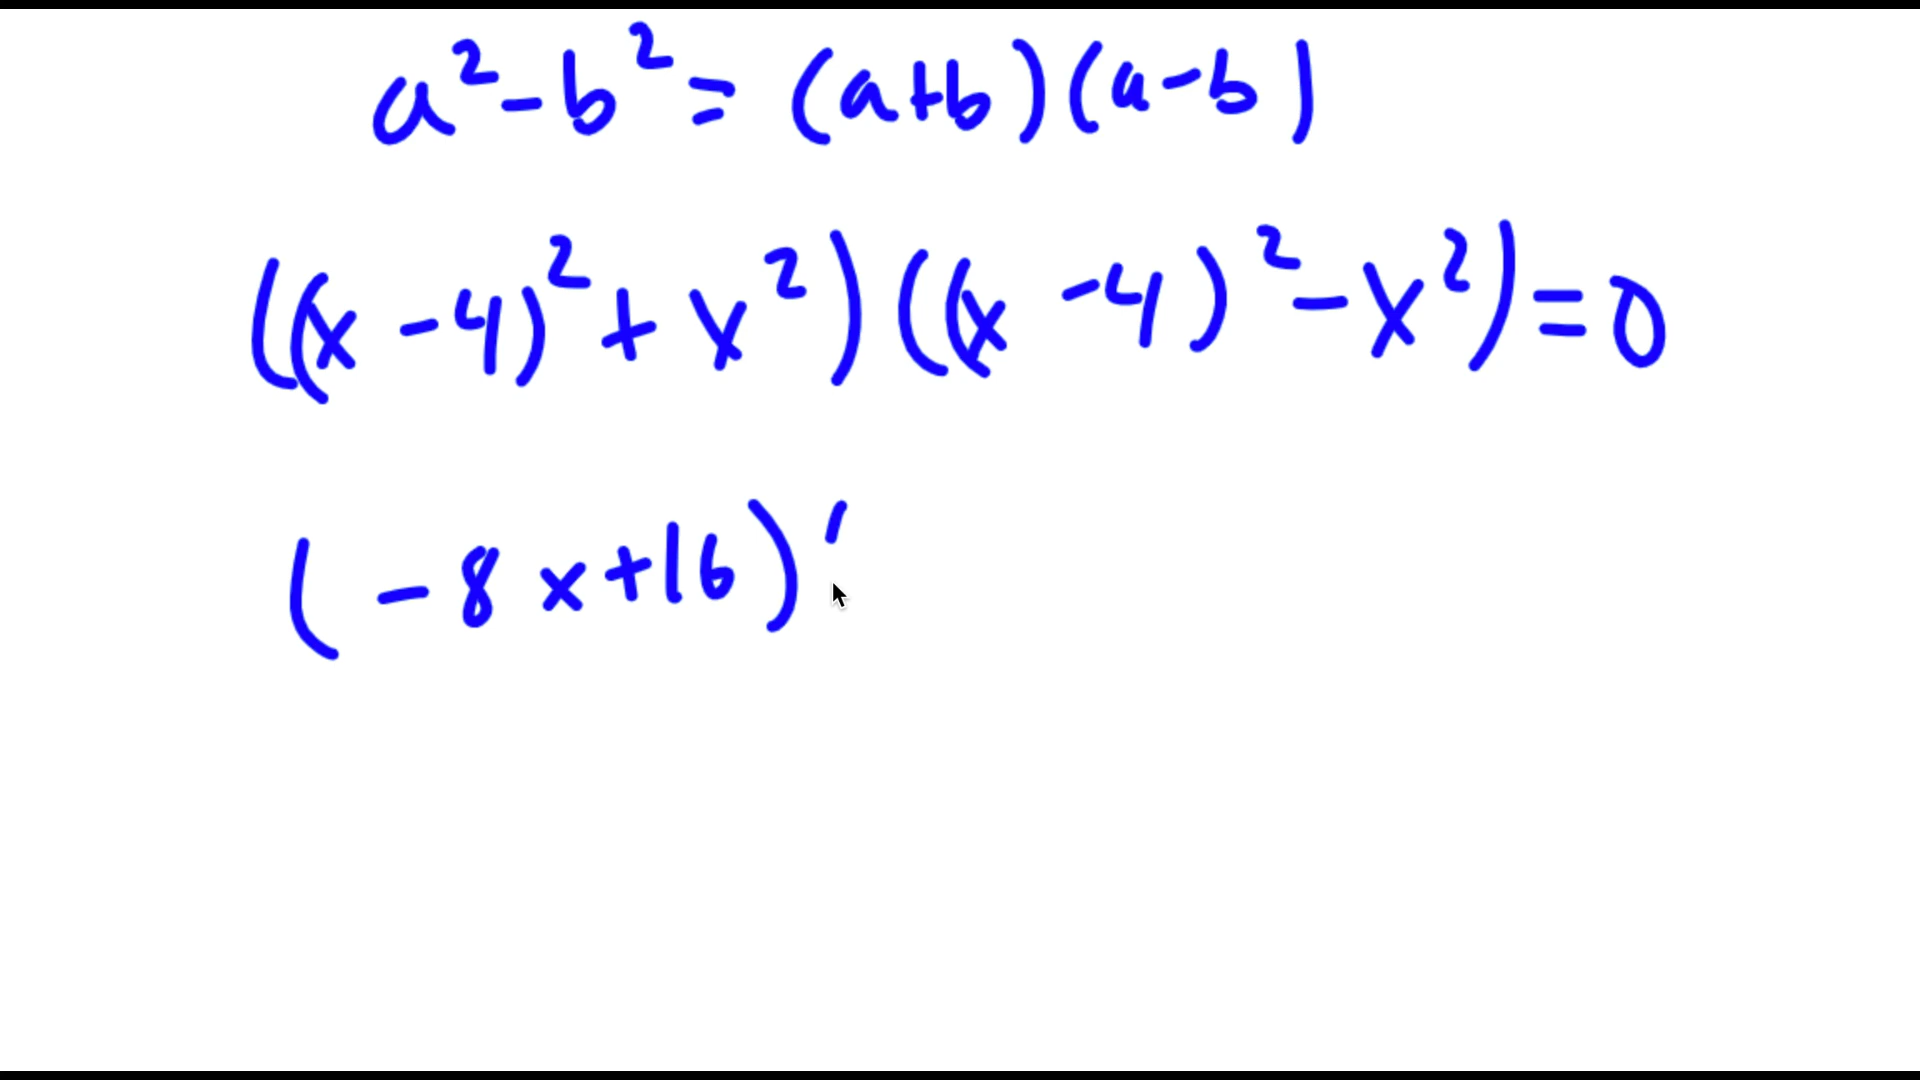 a² - b² = (a+b)(a-b)
((x - 4)² + x²)((x - 4)² - x²) = 0
(- 8x + 16)